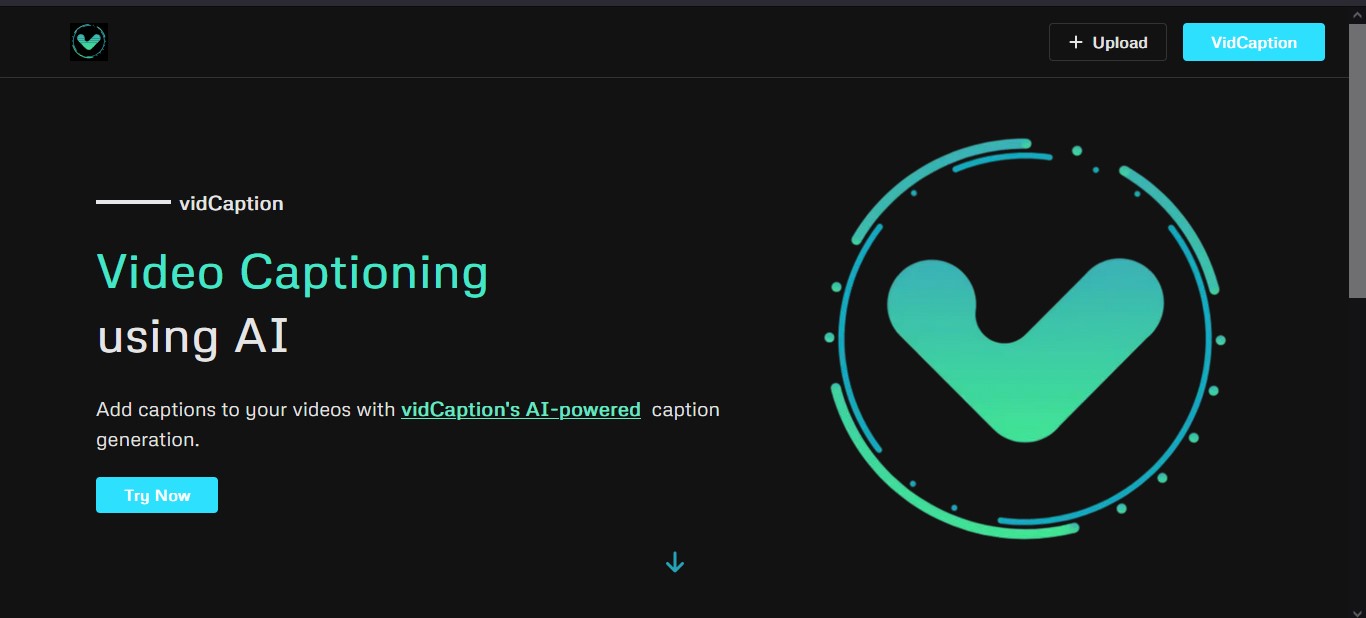 Upload
VidCaption
vidCaption
Video Captioning
using AI
Add captions to your videos with vidCaption's AI-powered caption
generation.
Try Now